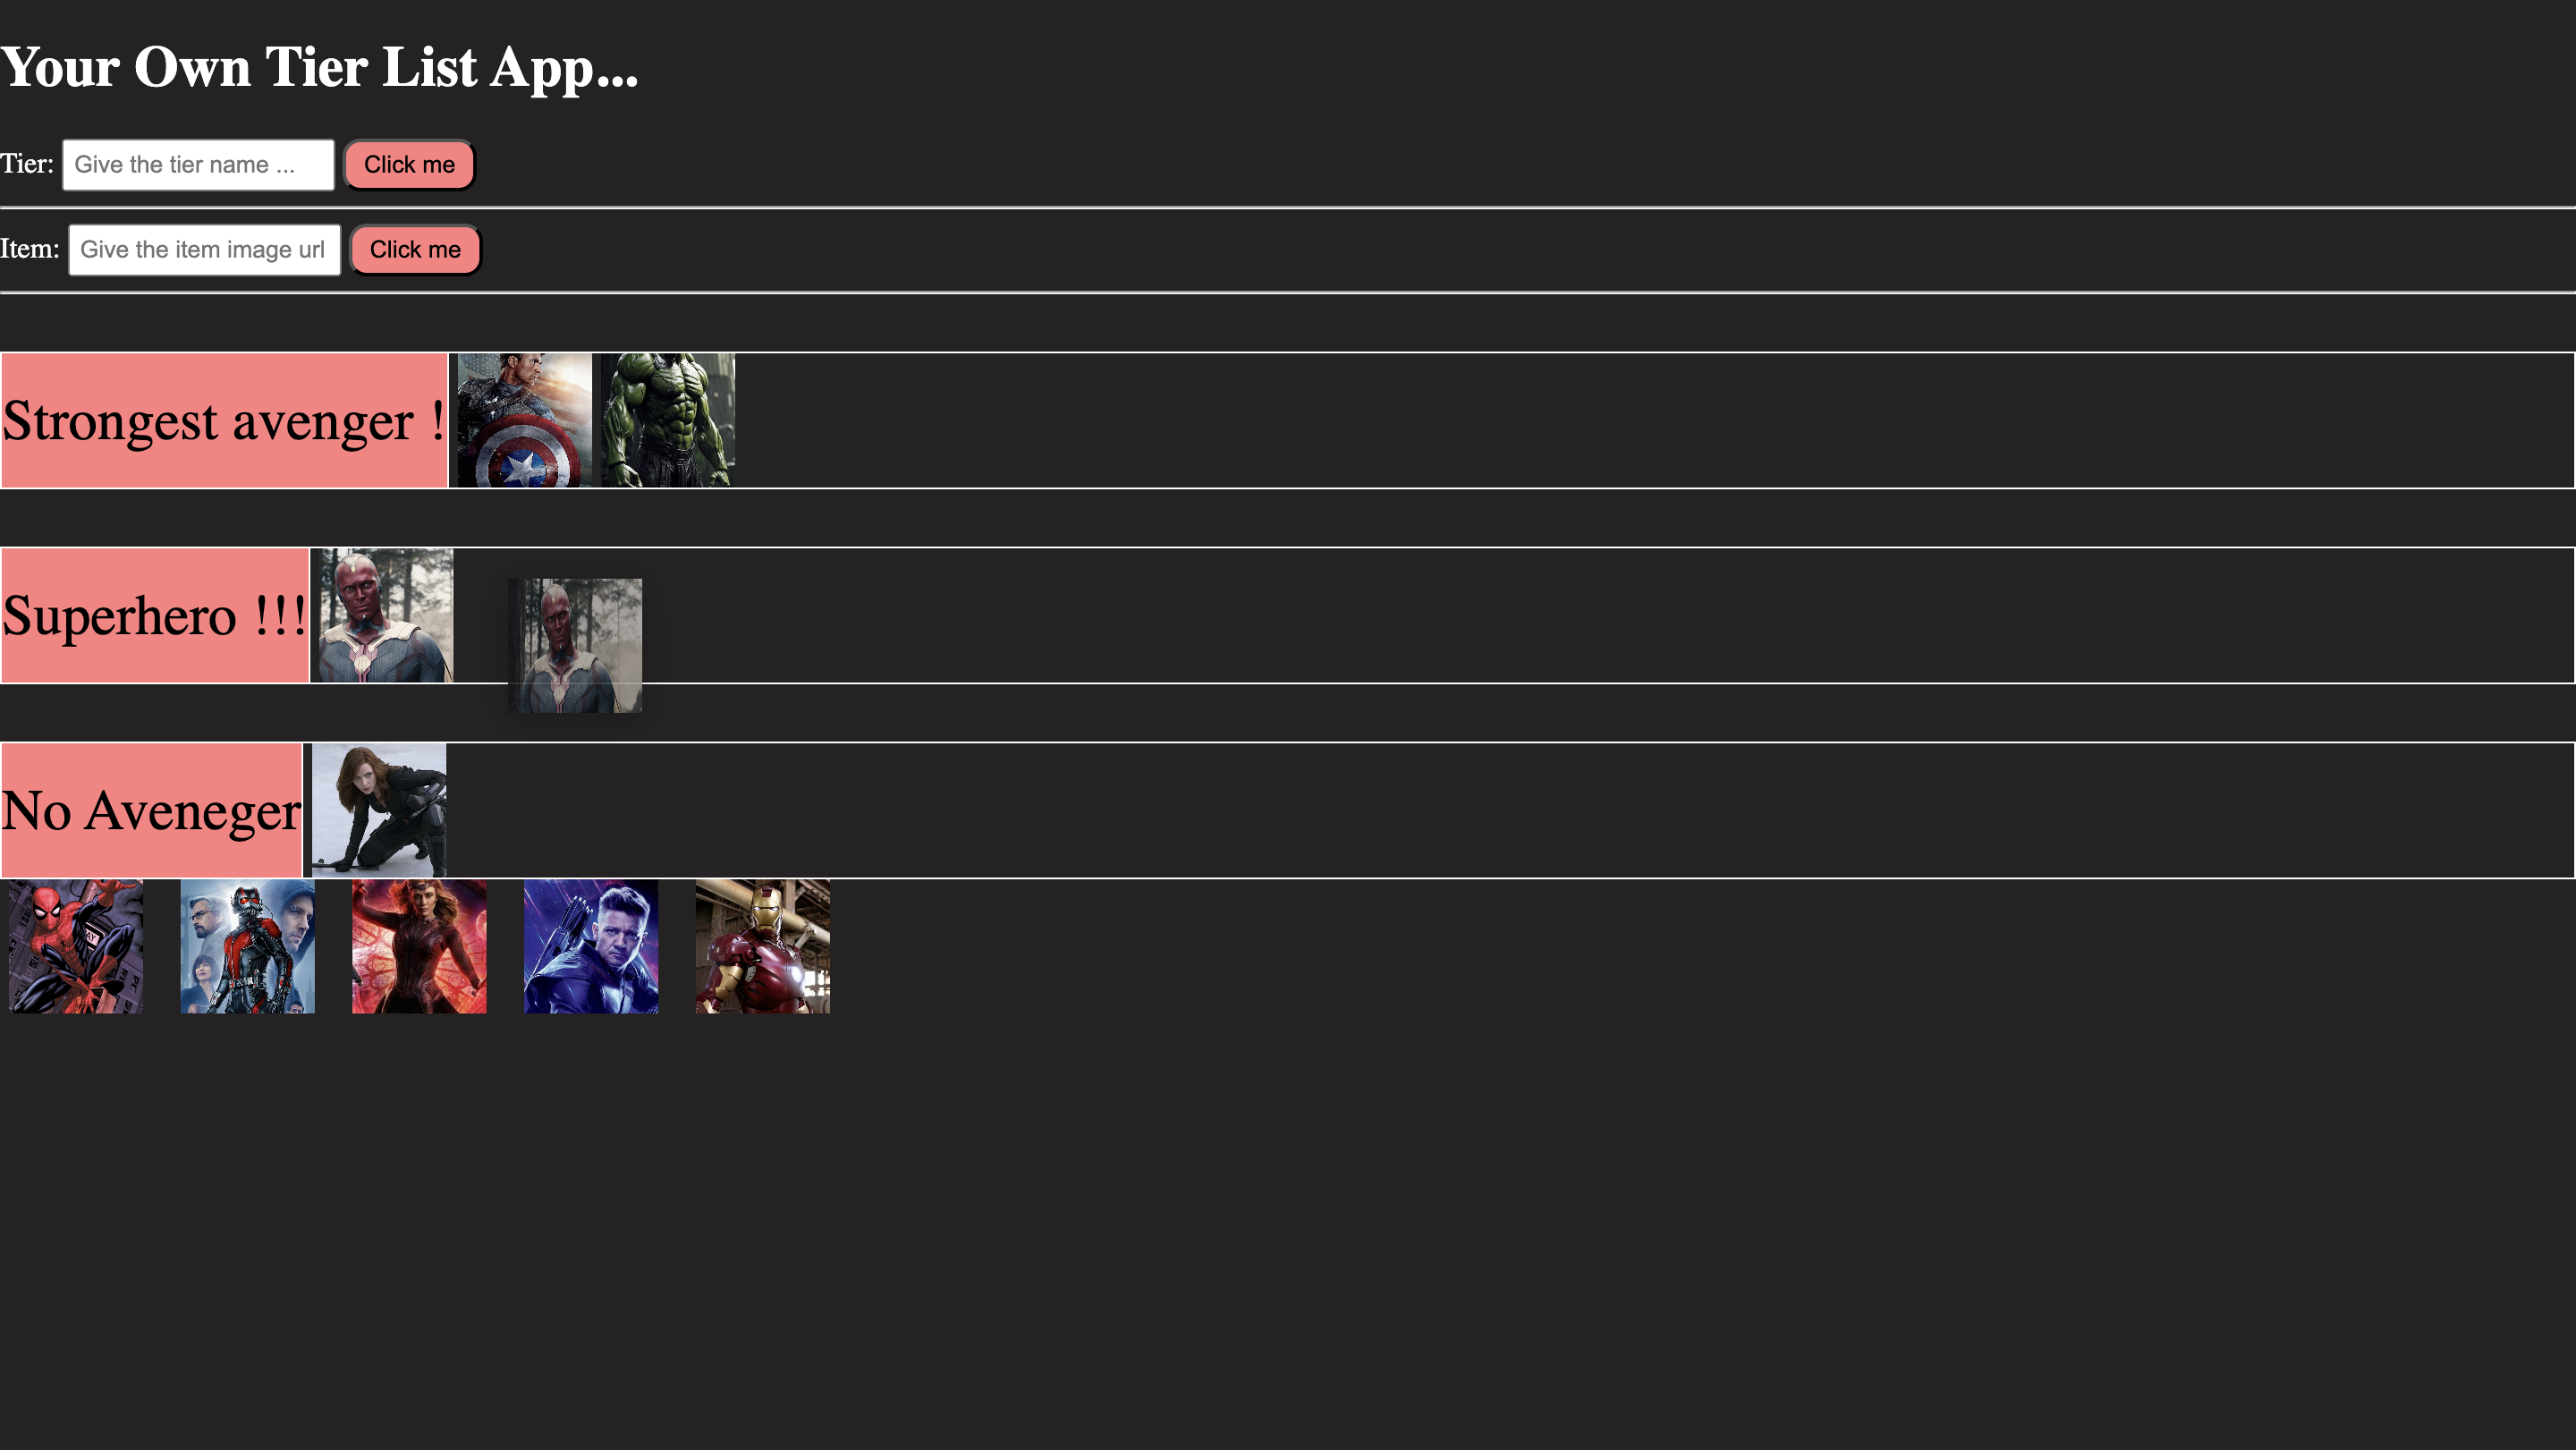 Your Own Tier List App...
Tier: Give the tier name ... Click me
Item: Give the item image url Click me
Strongest avenger !
Superhero !!!
No Aveneger